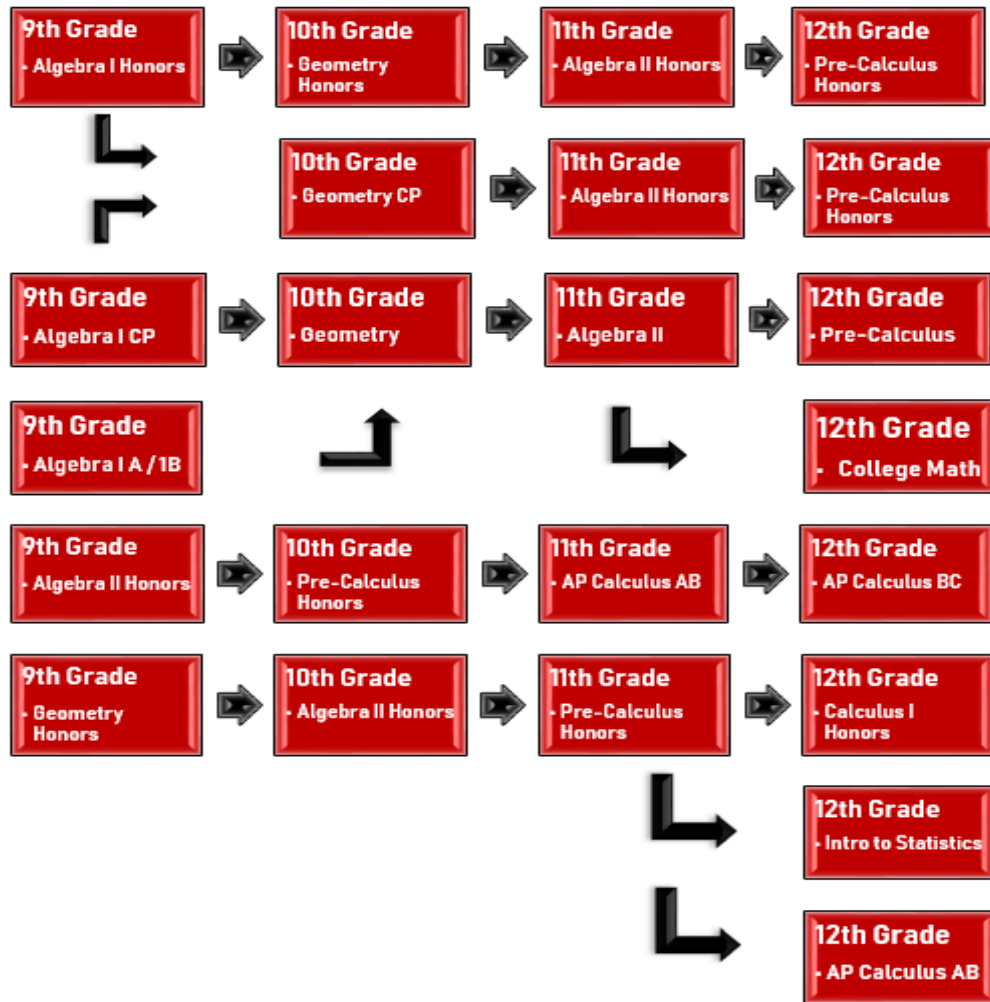 9th Grade
- Algebra I Honors
10th Grade
- Geometry
Honors
11th Grade
- Algebra II Honors
12th Grade
- Pre-Calculus
Honors
10th Grade
- Geometry CP
11th Grade
- Algebra II Honors
12th Grade
- Pre-Calculus
Honors
9th Grade
- Algebra I CP
10th Grade
- Geometry
11th Grade
- Algebra II
12th Grade
- Pre-Calculus
9th Grade
- Algebra I A / 1B
12th Grade
- College Math
9th Grade
- Algebra II Honors
10th Grade
- Pre-Calculus
Honors
11th Grade
- AP Calculus AB
12th Grade
- AP Calculus BC
9th Grade
- Geometry
Honors
10th Grade
- Algebra II Honors
11th Grade
- Pre-Calculus
Honors
12th Grade
- Calculus I
Honors
12th Grade
- Intro to Statistics
12th Grade
- AP Calculus AB